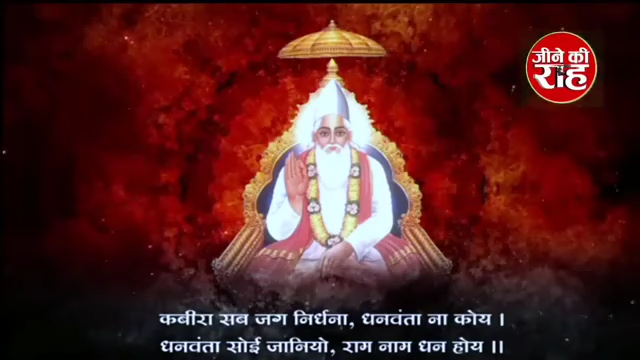 जीने की
राह
कबीरा सब जग निर्धना, धनवंता ना कोय ।
धनवंता सोई जानियो, राम नाम धन होय ।।